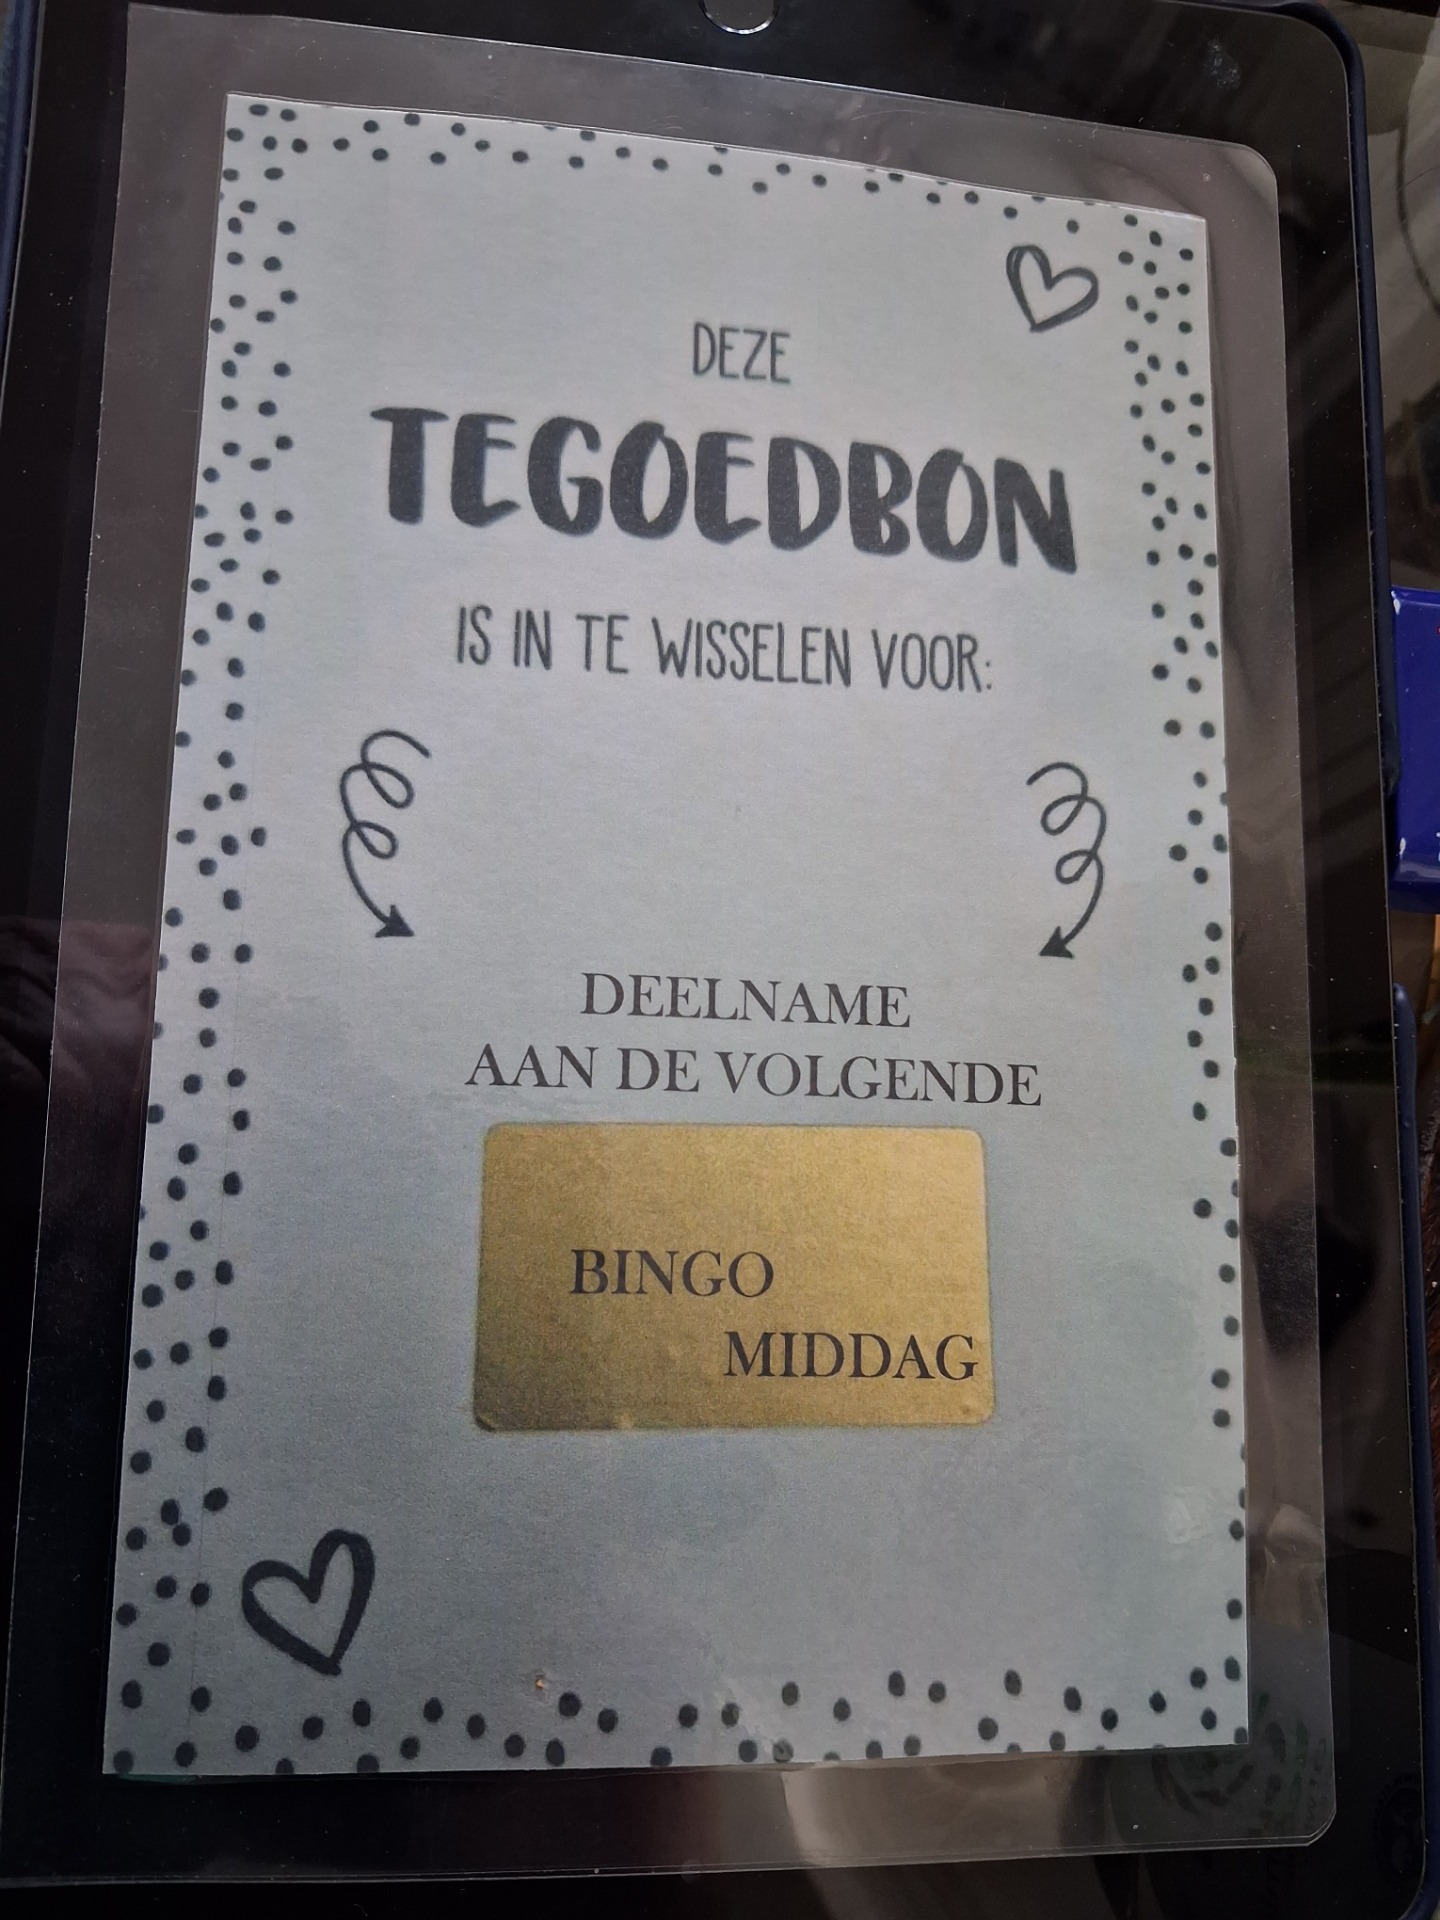 DEZE
TEGOEDBON
IS IN TE WISSELEN VOOR:
DEELNAME
AAN DE VOLGENDE
BINGO
MIDDAG